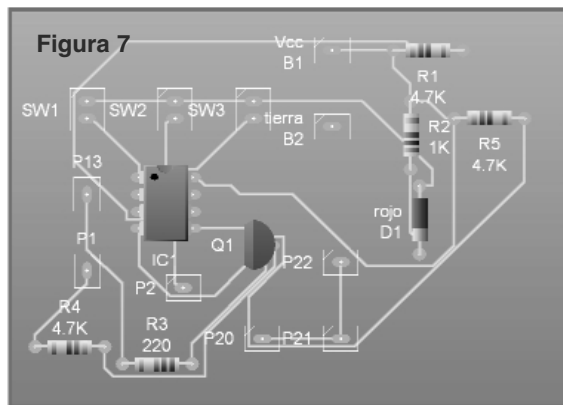 Figura 7
Vcc
B1
R1
4.7K
SW1
SW2
SW3
tierra
B2
R2
1K
R5
4.7K
P13
rojo
D1
P1
IC1
Q1
P2
P22
R4
4.7K
R3
220
P20
P21